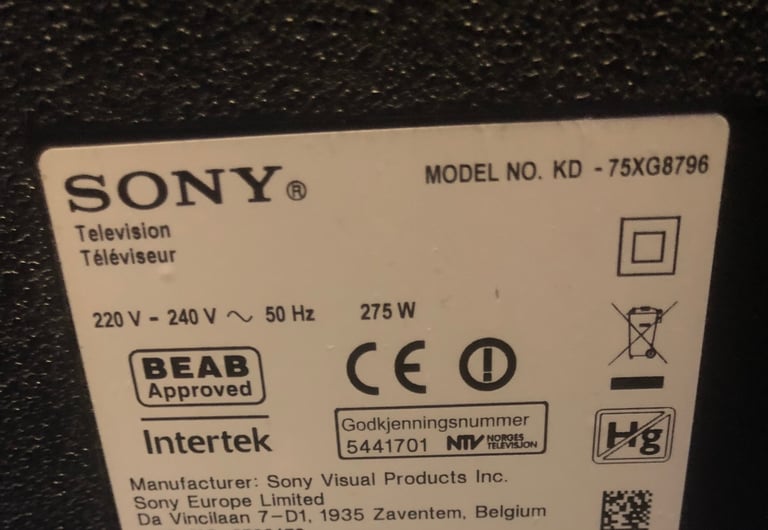 SONY®
MODEL NO. KD - 75XG8796
Television
Téléviseur
220 V - 240 V ~ 50 Hz 275 W
BEAB
Approved
Intertek
CE
Godkjenningsnummer
5441701 NTV NORGES
TELEVISJON
Hg
Manufacturer: Sony Visual Products Inc.
Sony Europe Limited
Da Vincilaan 7-D1, 1935 Zaventem, Belgium